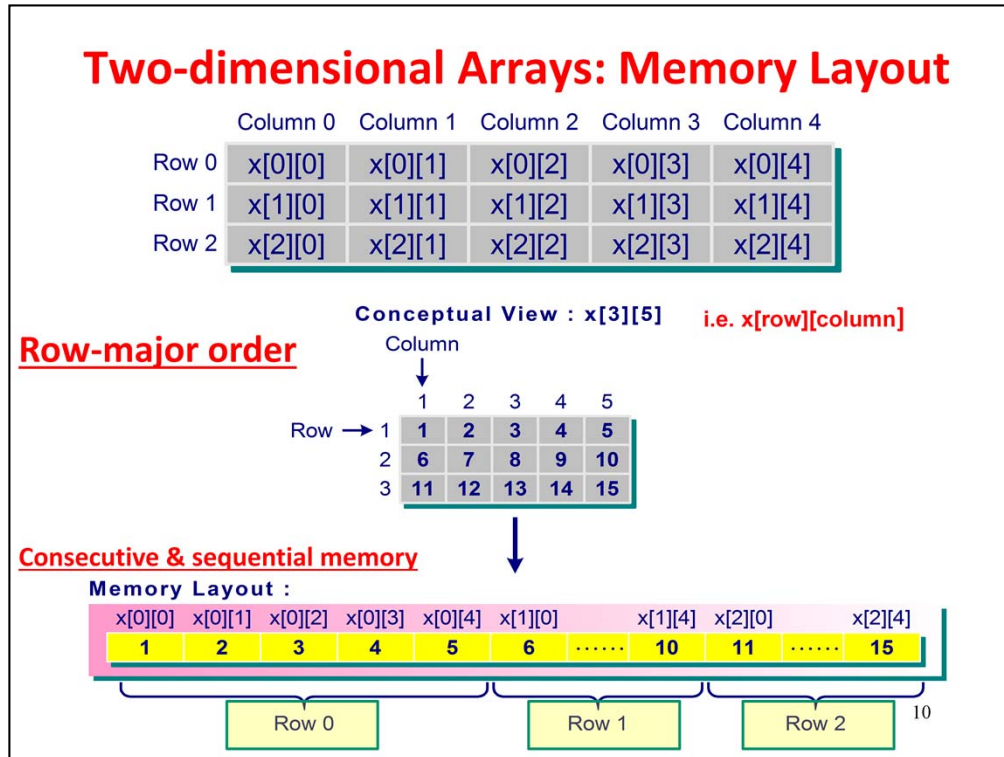 Two-dimensional Arrays: Memory Layout
Column 0 Column 1 Column 2 Column 3 Column 4
Row 0 x[0][0] x[0][1] x[0][2] x[0][3] x[0][4]
Row 1 x[1][0] x[1][1] x[1][2] x[1][3] x[1][4]
Row 2 x[2][0] x[2][1] x[2][2] x[2][3] x[2][4]
Conceptual View : x[3][5] i.e. x[row][column]
Row-major order
Column
1 2 3 4 5
Row 1 1 2 3 4 5
2 6 7 8 9 10
3 11 12 13 14 15
Consecutive & sequential memory
Memory Layout :
x[0][0] x[0][1] x[0][2] x[0][3] x[0][4] x[1][0] x[1][4] x[2][0] x[2][4]
1 2 3 4 5 6 ...... 10 11 ...... 15
Row 0 Row 1 Row 2
10